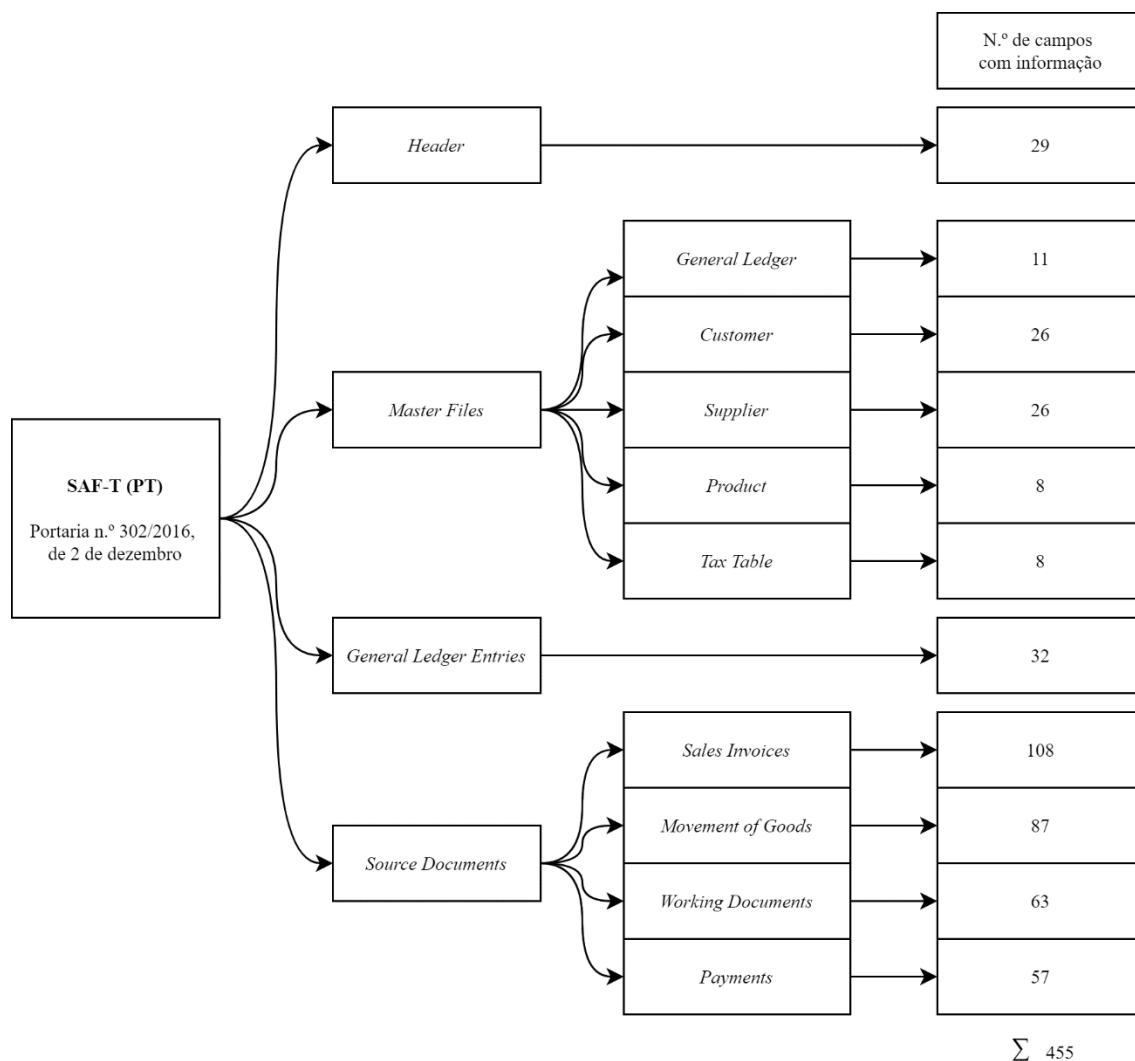 N.º de campos
com informação
Header
29
General Ledger
11
Customer
26
Master Files
Supplier
26
SAF-T (PT)
Portaria n.º 302/2016,
de 2 de dezembro
Product
8
Tax Table
8
General Ledger Entries
32
Sales Invoices
108
Movement of Goods
87
Source Documents
Working Documents
63
Payments
57
∑ 455